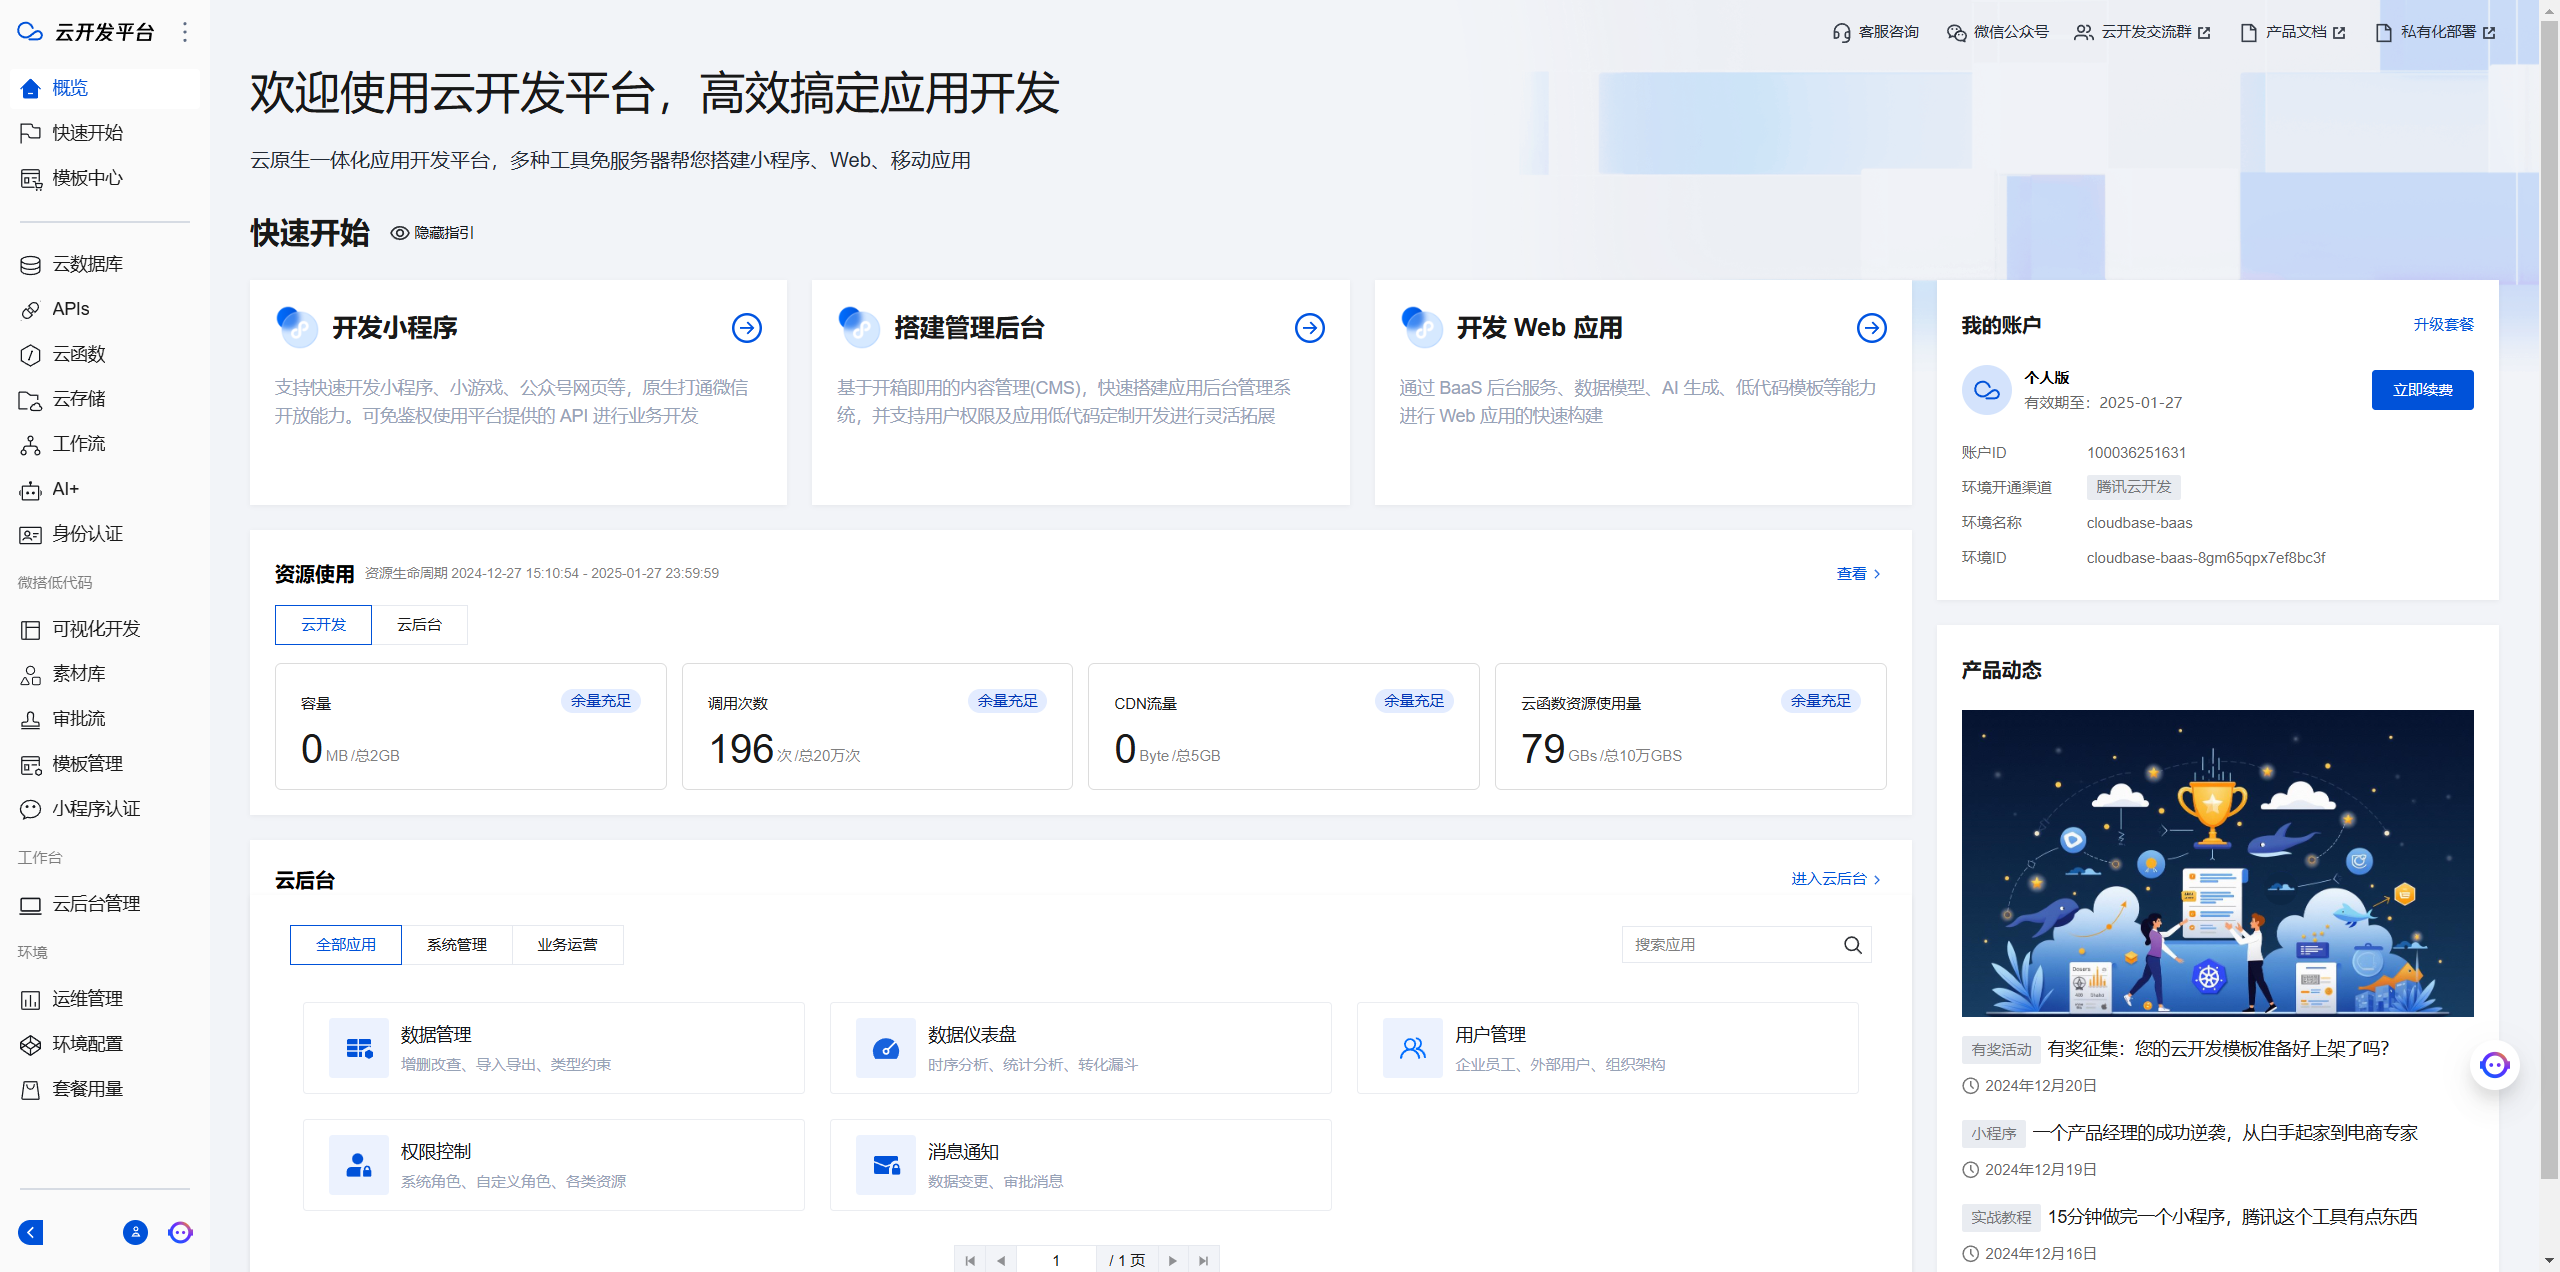 云开发平台
概览
快速开始
模板中心
云数据库
APIs
云函数
云存储
工作流
AI+
身份认证
微搭低代码
可视化开发
素材库
审批流
模板管理
小程序认证
工作台
云后台管理
环境
运维管理
环境配置
套餐用量
客服咨询 微信公众号 云开发交流群 产品文档 私有化部署
欢迎使用云开发平台，高效搞定应用开发
云原生一体化应用开发平台，多种工具免服务器帮您搭建小程序、Web、移动应用
快速开始 隐藏指引
开发小程序
支持快速开发小程序、小游戏、公众号网页等，原生打通微信
开放能力。可免鉴权使用平台提供的 API 进行业务开发
搭建管理后台
基于开箱即用的内容管理(CMS)，快速搭建应用后台管理系
统，并支持用户权限及应用低代码定制开发进行灵活拓展
开发 Web 应用
通过 BaaS 后台服务、数据模型、AI 生成、低代码模板等能力
进行 Web 应用的快速构建
资源使用 资源生命周期 2024-12-27 15:10:54 - 2025-01-27 23:59:59 查看
云开发 云后台
容量 余量充足
0 MB /总2GB
调用次数 余量充足
196 次 /总20万次
CDN流量 余量充足
0 Byte /总5GB
云函数资源使用量 余量充足
79 GBs /总10万GBS
云后台 进入云后台
全部应用 系统管理 业务运营 搜索应用
数据管理
增删改查、导入导出、类型约束
数据仪表盘
时序分析、统计分析、转化漏斗
用户管理
企业员工、外部用户、组织架构
权限控制
系统角色、自定义角色、各类资源
消息通知
数据变更、审批消息
1 / 1 页
我的账户 升级套餐
个人版
有效期至：2025-01-27
立即续费
账户ID 100036251631
环境开通渠道 腾讯云开发
环境名称 cloudbase-baas
环境ID cloudbase-baas-8gm65qpx7ef8bc3f
产品动态
有奖活动 有奖征集：您的云开发模板准备好上架了吗？
2024年12月20日
小程序 一个产品经理的成功逆袭，从白手起家到电商专家
2024年12月19日
实战教程 15分钟做完一个小程序，腾讯这个工具有点东西
2024年12月16日